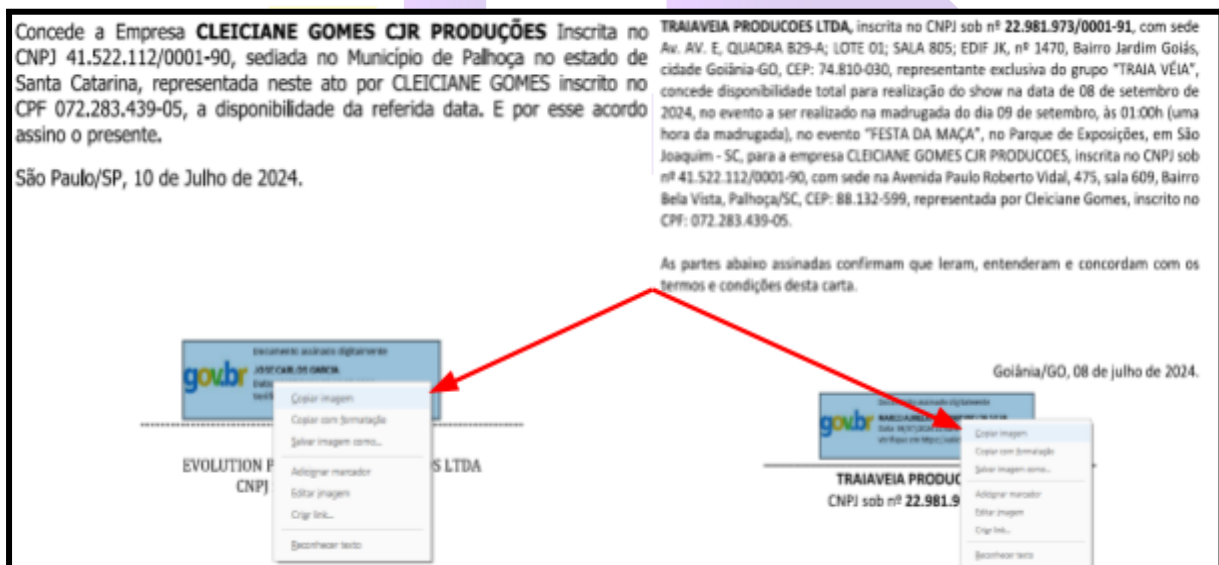 Concede a Empresa CLEICIANE GOMES CJR PRODUÇÕES Inscrita no
CNPJ 41.522.112/0001-90, sediada no Município de Palhoça no estado de
Santa Catarina, representada neste ato por CLEICIANE GOMES inscrito no
CPF 072.283.439-05, a disponibilidade da referida data. E por esse acordo
assino o presente.
São Paulo/SP, 10 de Julho de 2024.
Documento assinado digitalmente
gov.br JOSE CARLOS GARCIA
Copiar imagem
Copiar com formatação
Salvar imagem como...
Adicionar marcador
Editar imagem
Criar link...
Reconhecer texto
EVOLUTION P S LTDA
CNPJ
TRAIAVEIA PRODUCOES LTDA, inscrita no CNPJ sob nº 22.981.973/0001-91, com sede
Av. AV. E, QUADRA B29-A; LOTE 01; SALA 805; EDIF JK, nº 1470, Bairro Jardim Goiás,
cidade Goiânia-GO, CEP: 74.810-030, representante exclusiva do grupo "TRAIA VÉIA",
concede disponibilidade total para realização do show na data de 08 de setembro de
2024, no evento a ser realizado na madrugada do dia 09 de setembro, às 01:00h (uma
hora da madrugada), no evento "FESTA DA MAÇA", no Parque de Exposições, em São
Joaquim - SC, para a empresa CLEICIANE GOMES CJR PRODUCOES, inscrita no CNPJ sob
nº 41.522.112/0001-90, com sede na Avenida Paulo Roberto Vidal, 475, sala 609, Bairro
Bela Vista, Palhoça/SC, CEP: 88.132-599, representada por Cleiciane Gomes, inscrito no
CPF: 072.283.439-05.
As partes abaixo assinadas confirmam que leram, entenderam e concordam com os
termos e condições desta carta.
Goiânia/GO, 08 de julho de 2024.
Documento assinado digitalmente
gov.br
Copiar imagem
Copiar com formatação
Salvar imagem como...
Adicionar marcador
Editar imagem
Criar link...
Reconhecer texto
TRAIAVEIA PRODUC
CNPJ sob nº 22.981.9